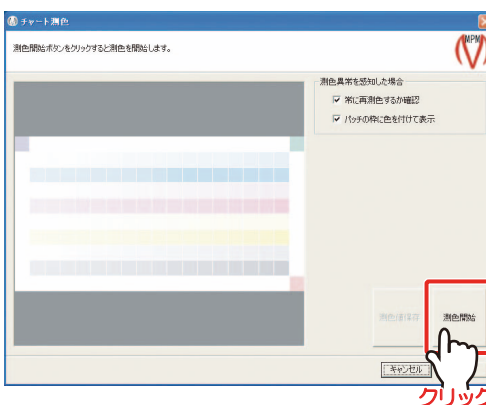 チャート測色
測色開始ボタンをクリックすると測色を開始します。
MPM
測色異常を感知した場合
常に再測色するか確認
パッチの枠に色を付けて表示
測色値保存
測色開始
キャンセル
クリック